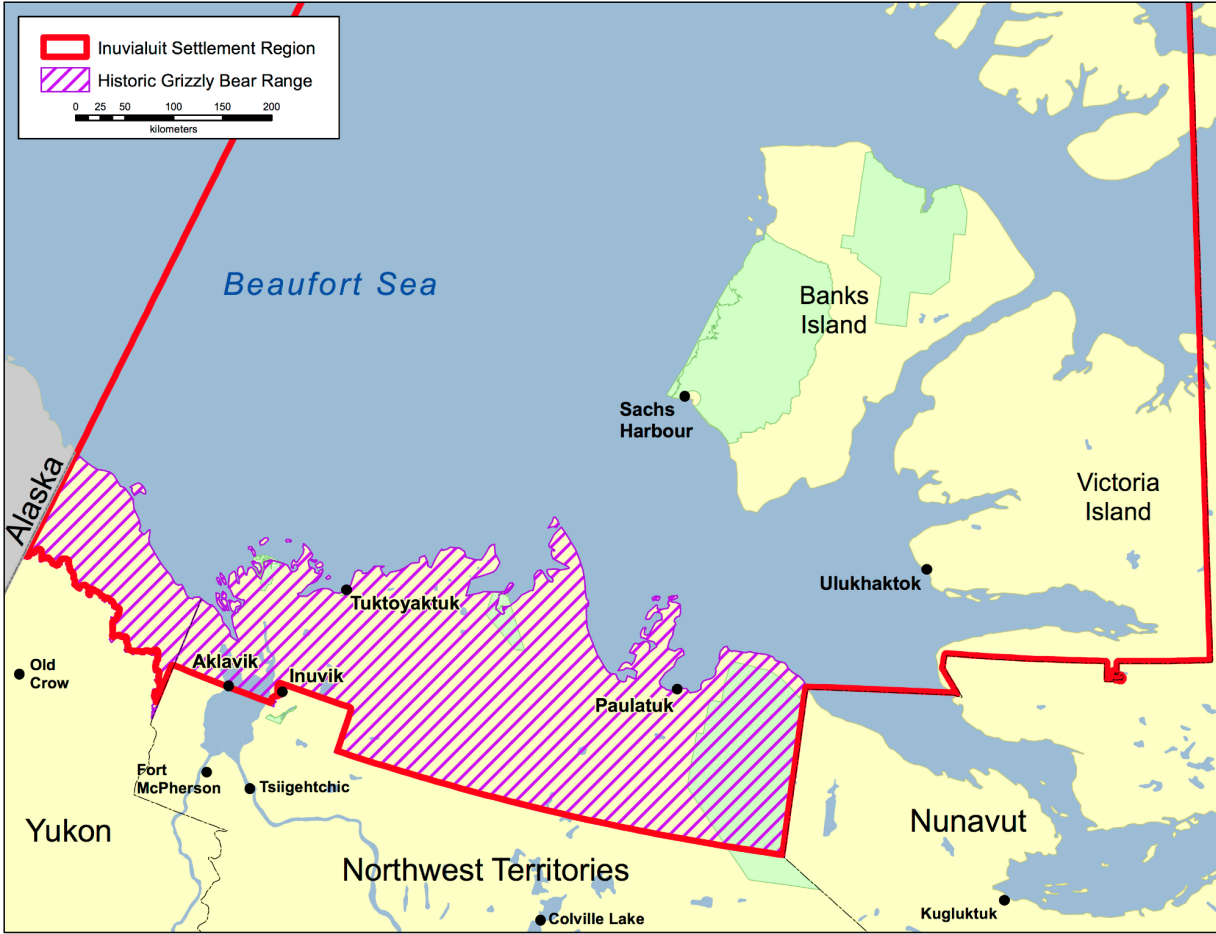 Inuvialuit Settlement Region
Historic Grizzly Bear Range
0 25 50 100 150 200
kilometers
Beaufort Sea
Banks
Island
Sachs
Harbour
Alaska
Victoria
Island
Ulukhaktok
Tuktoyaktuk
Old
Crow
Aklavik
Inuvik
Paulatuk
Fort
McPherson
Tsiigehtchic
Yukon
Nunavut
Northwest Territories
Colville Lake
Kugluktuk